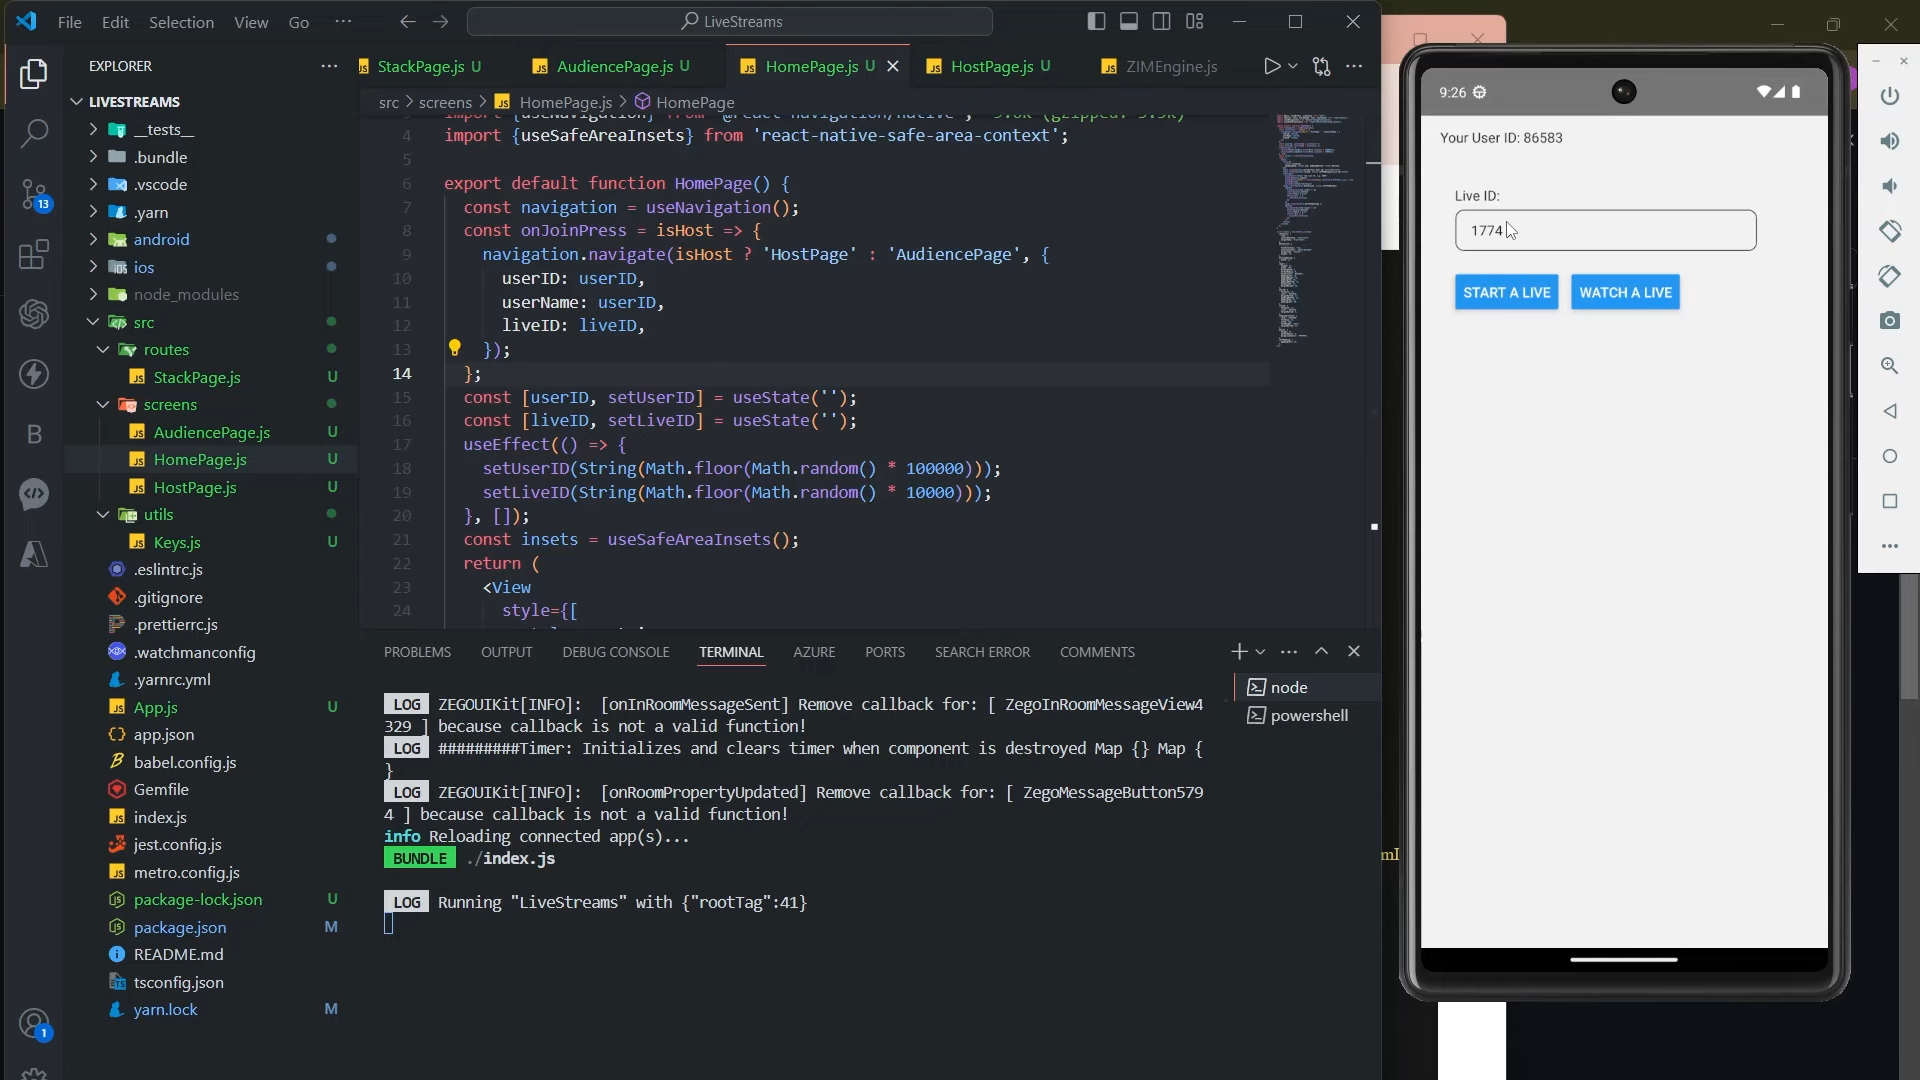 File Edit Selection View Go ··· LiveStreams
EXPLORER ···
LIVESTREAMS
__tests__
.bundle
.vscode
.yarn
android
ios
node_modules
src
routes
StackPage.js U
screens
AudiencePage.js U
HomePage.js U
HostPage.js U
utils
Keys.js U
.eslintrc.js
.gitignore
.prettierrc.js
.watchmanconfig
.yarnrc.yml
App.js U
app.json
babel.config.js
Gemfile
index.js
jest.config.js
metro.config.js
package-lock.json U
package.json M
README.md
tsconfig.json
yarn.lock M
13
1
StackPage.js U AudiencePage.js U HomePage.js U HostPage.js U ZIMEngine.js
src > screens > HomePage.js > HomePage
4 import {useSafeAreaInsets} from 'react-native-safe-area-context';
5
6 export default function HomePage() {
7 const navigation = useNavigation();
8 const onJoinPress = isHost => {
9 navigation.navigate(isHost ? 'HostPage' : 'AudiencePage', {
10 userID: userID,
11 userName: userID,
12 liveID: liveID,
13 });
14 };
15 const [userID, setUserID] = useState('');
16 const [liveID, setLiveID] = useState('');
17 useEffect(() => {
18 setUserID(String(Math.floor(Math.random() * 100000)));
19 setLiveID(String(Math.floor(Math.random() * 10000)));
20 }, []);
21 const insets = useSafeAreaInsets();
22 return (
23 <View
24 style={[
PROBLEMS OUTPUT DEBUG CONSOLE TERMINAL AZURE PORTS SEARCH ERROR COMMENTS
LOG ZEGOUIKit[INFO]: [onInRoomMessageSent] Remove callback for: [ ZegoInRoomMessageView4
329 ] because callback is not a valid function!
LOG #########Timer: Initializes and clears timer when component is destroyed Map {} Map {
}
LOG ZEGOUIKit[INFO]: [onRoomPropertyUpdated] Remove callback for: [ ZegoMessageButton579
4 ] because callback is not a valid function!
info Reloading connected app(s)...
BUNDLE ./index.js
LOG Running "LiveStreams" with {"rootTag":41}
node
powershell
9:26
Your User ID: 86583
Live ID:
1774
START A LIVE WATCH A LIVE